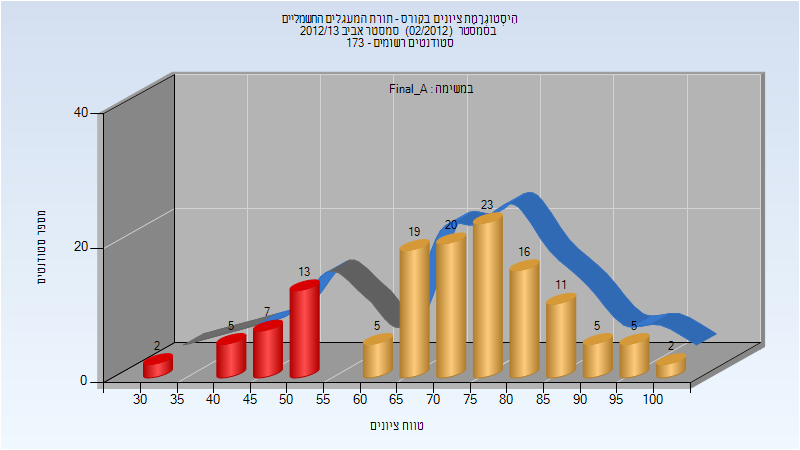 היסטוגרמת ציונים בקורס - תורת המעגלים החשמליים
בסמסטר (02/2012) סמסטר אביב 2012/13
סטודנטים רשומים - 173
במשימה : Final_A
מספר סטודנטים
40
20
0
2
5
7
13
5
19
20
23
16
11
5
5
2
30 35 40 45 50 55 60 65 70 75 80 85 90 95 100
טווח ציונים